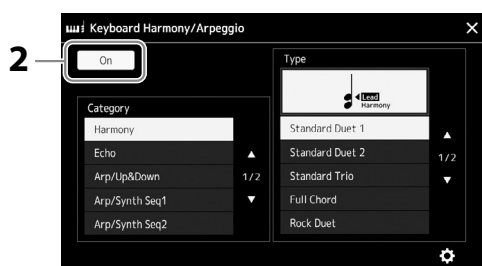 Keyboard Harmony/Arpeggio
2
On
Type
Lead
Harmony
Category
Harmony
Echo
Arp/Up&Down
Arp/Synth Seq1
Arp/Synth Seq2
1/2
Standard Duet 1
Standard Duet 2
Standard Trio
Full Chord
Rock Duet
1/2